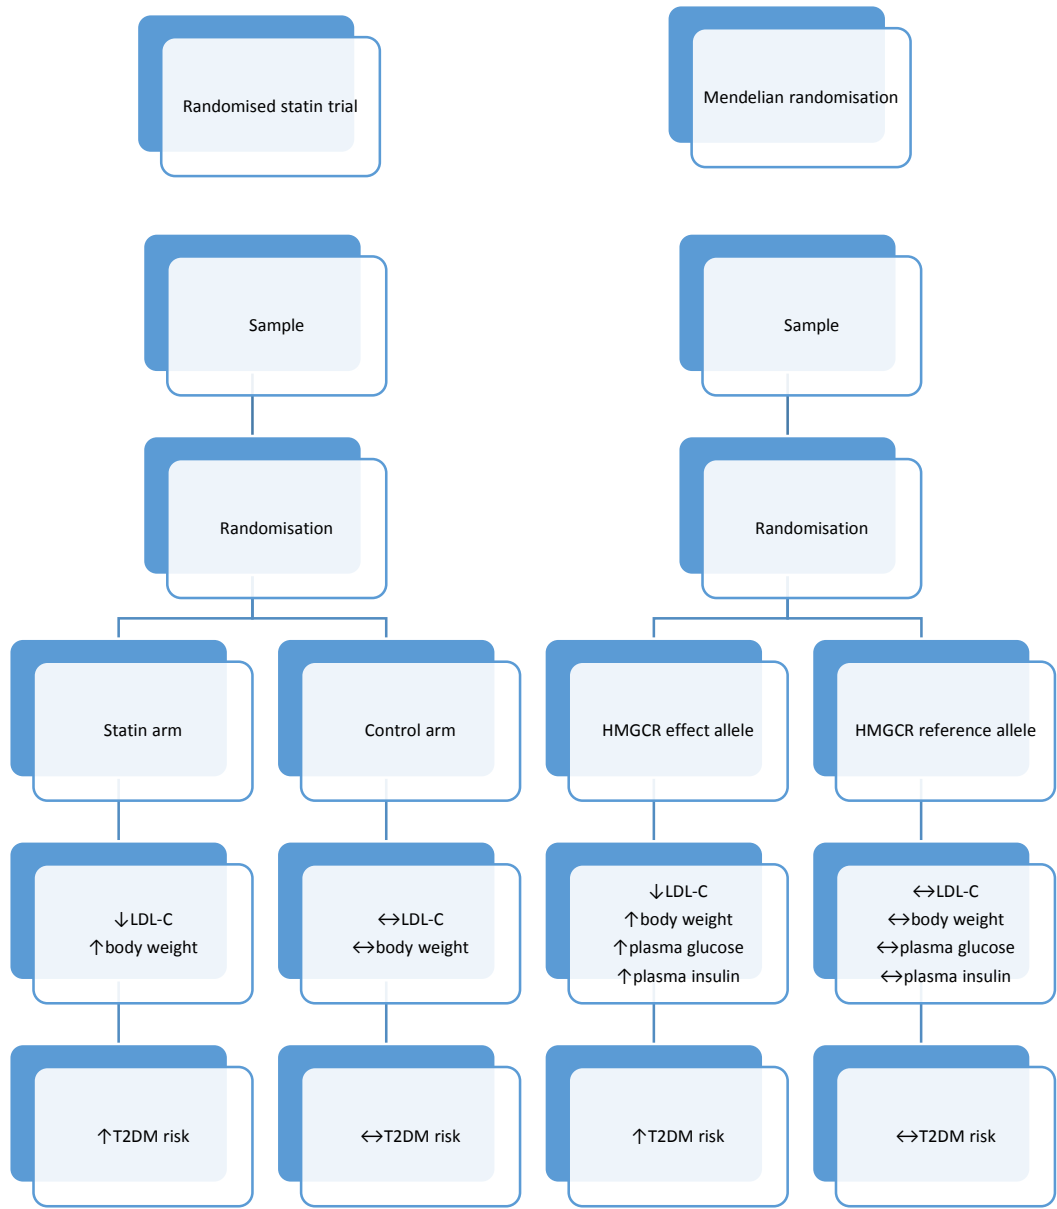 Randomised statin trial
Mendelian randomisation
Sample
Sample
Randomisation
Randomisation
Statin arm
Control arm
HMGCR effect allele
HMGCR reference allele
↓LDL-C
↑body weight
↔LDL-C
↔body weight
↓LDL-C
↑body weight
↑plasma glucose
↑plasma insulin
↔LDL-C
↔body weight
↔plasma glucose
↔plasma insulin
↑T2DM risk
↔T2DM risk
↑T2DM risk
↔T2DM risk